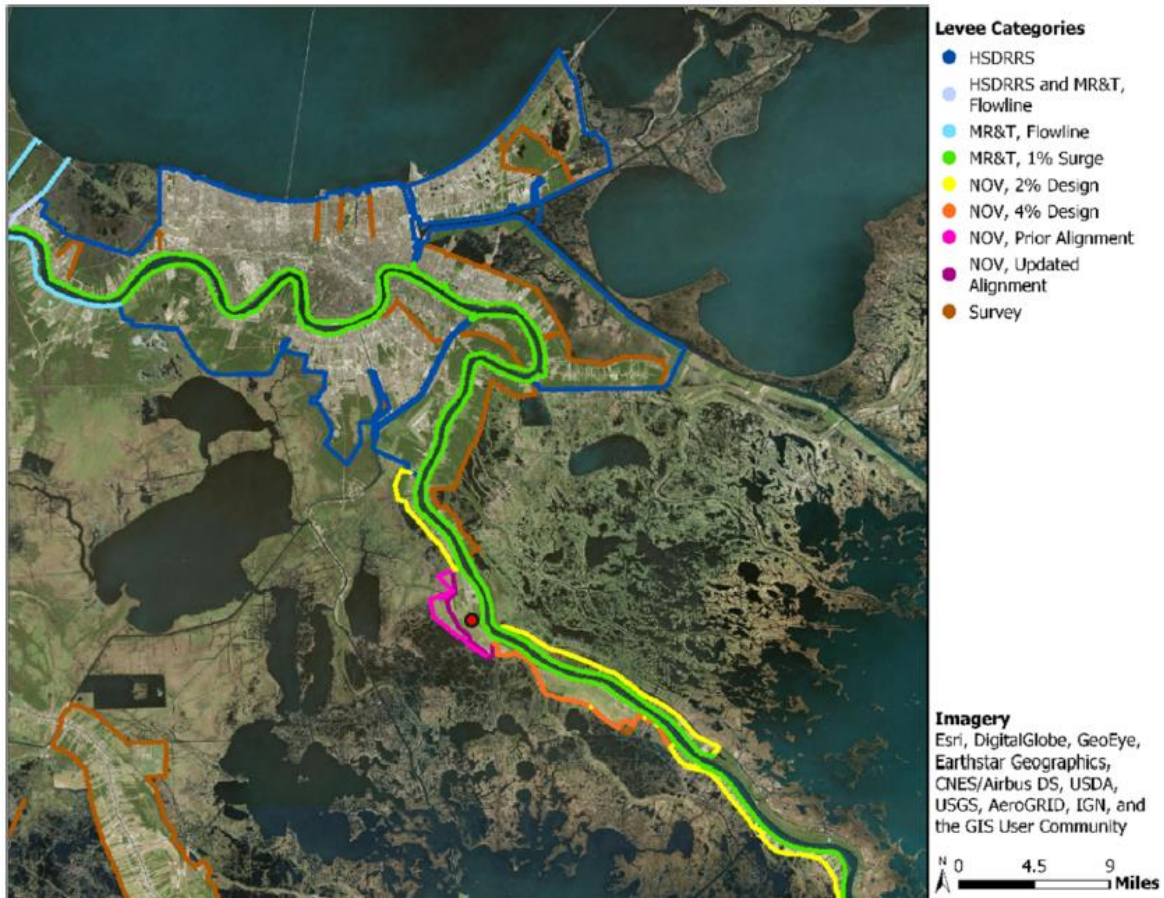 Levee Categories
HSDRRS
HSDRRS and MR&T,
Flowline
MR&T, Flowline
MR&T, 1% Surge
NOV, 2% Design
NOV, 4% Design
NOV, Prior Alignment
NOV, Updated
Alignment
Survey
Imagery
Esri, DigitalGlobe, GeoEye,
Earthstar Geographics,
CNES/Airbus DS, USDA,
USGS, AeroGRID, IGN, and
the GIS User Community
N 0 4.5 9
Miles